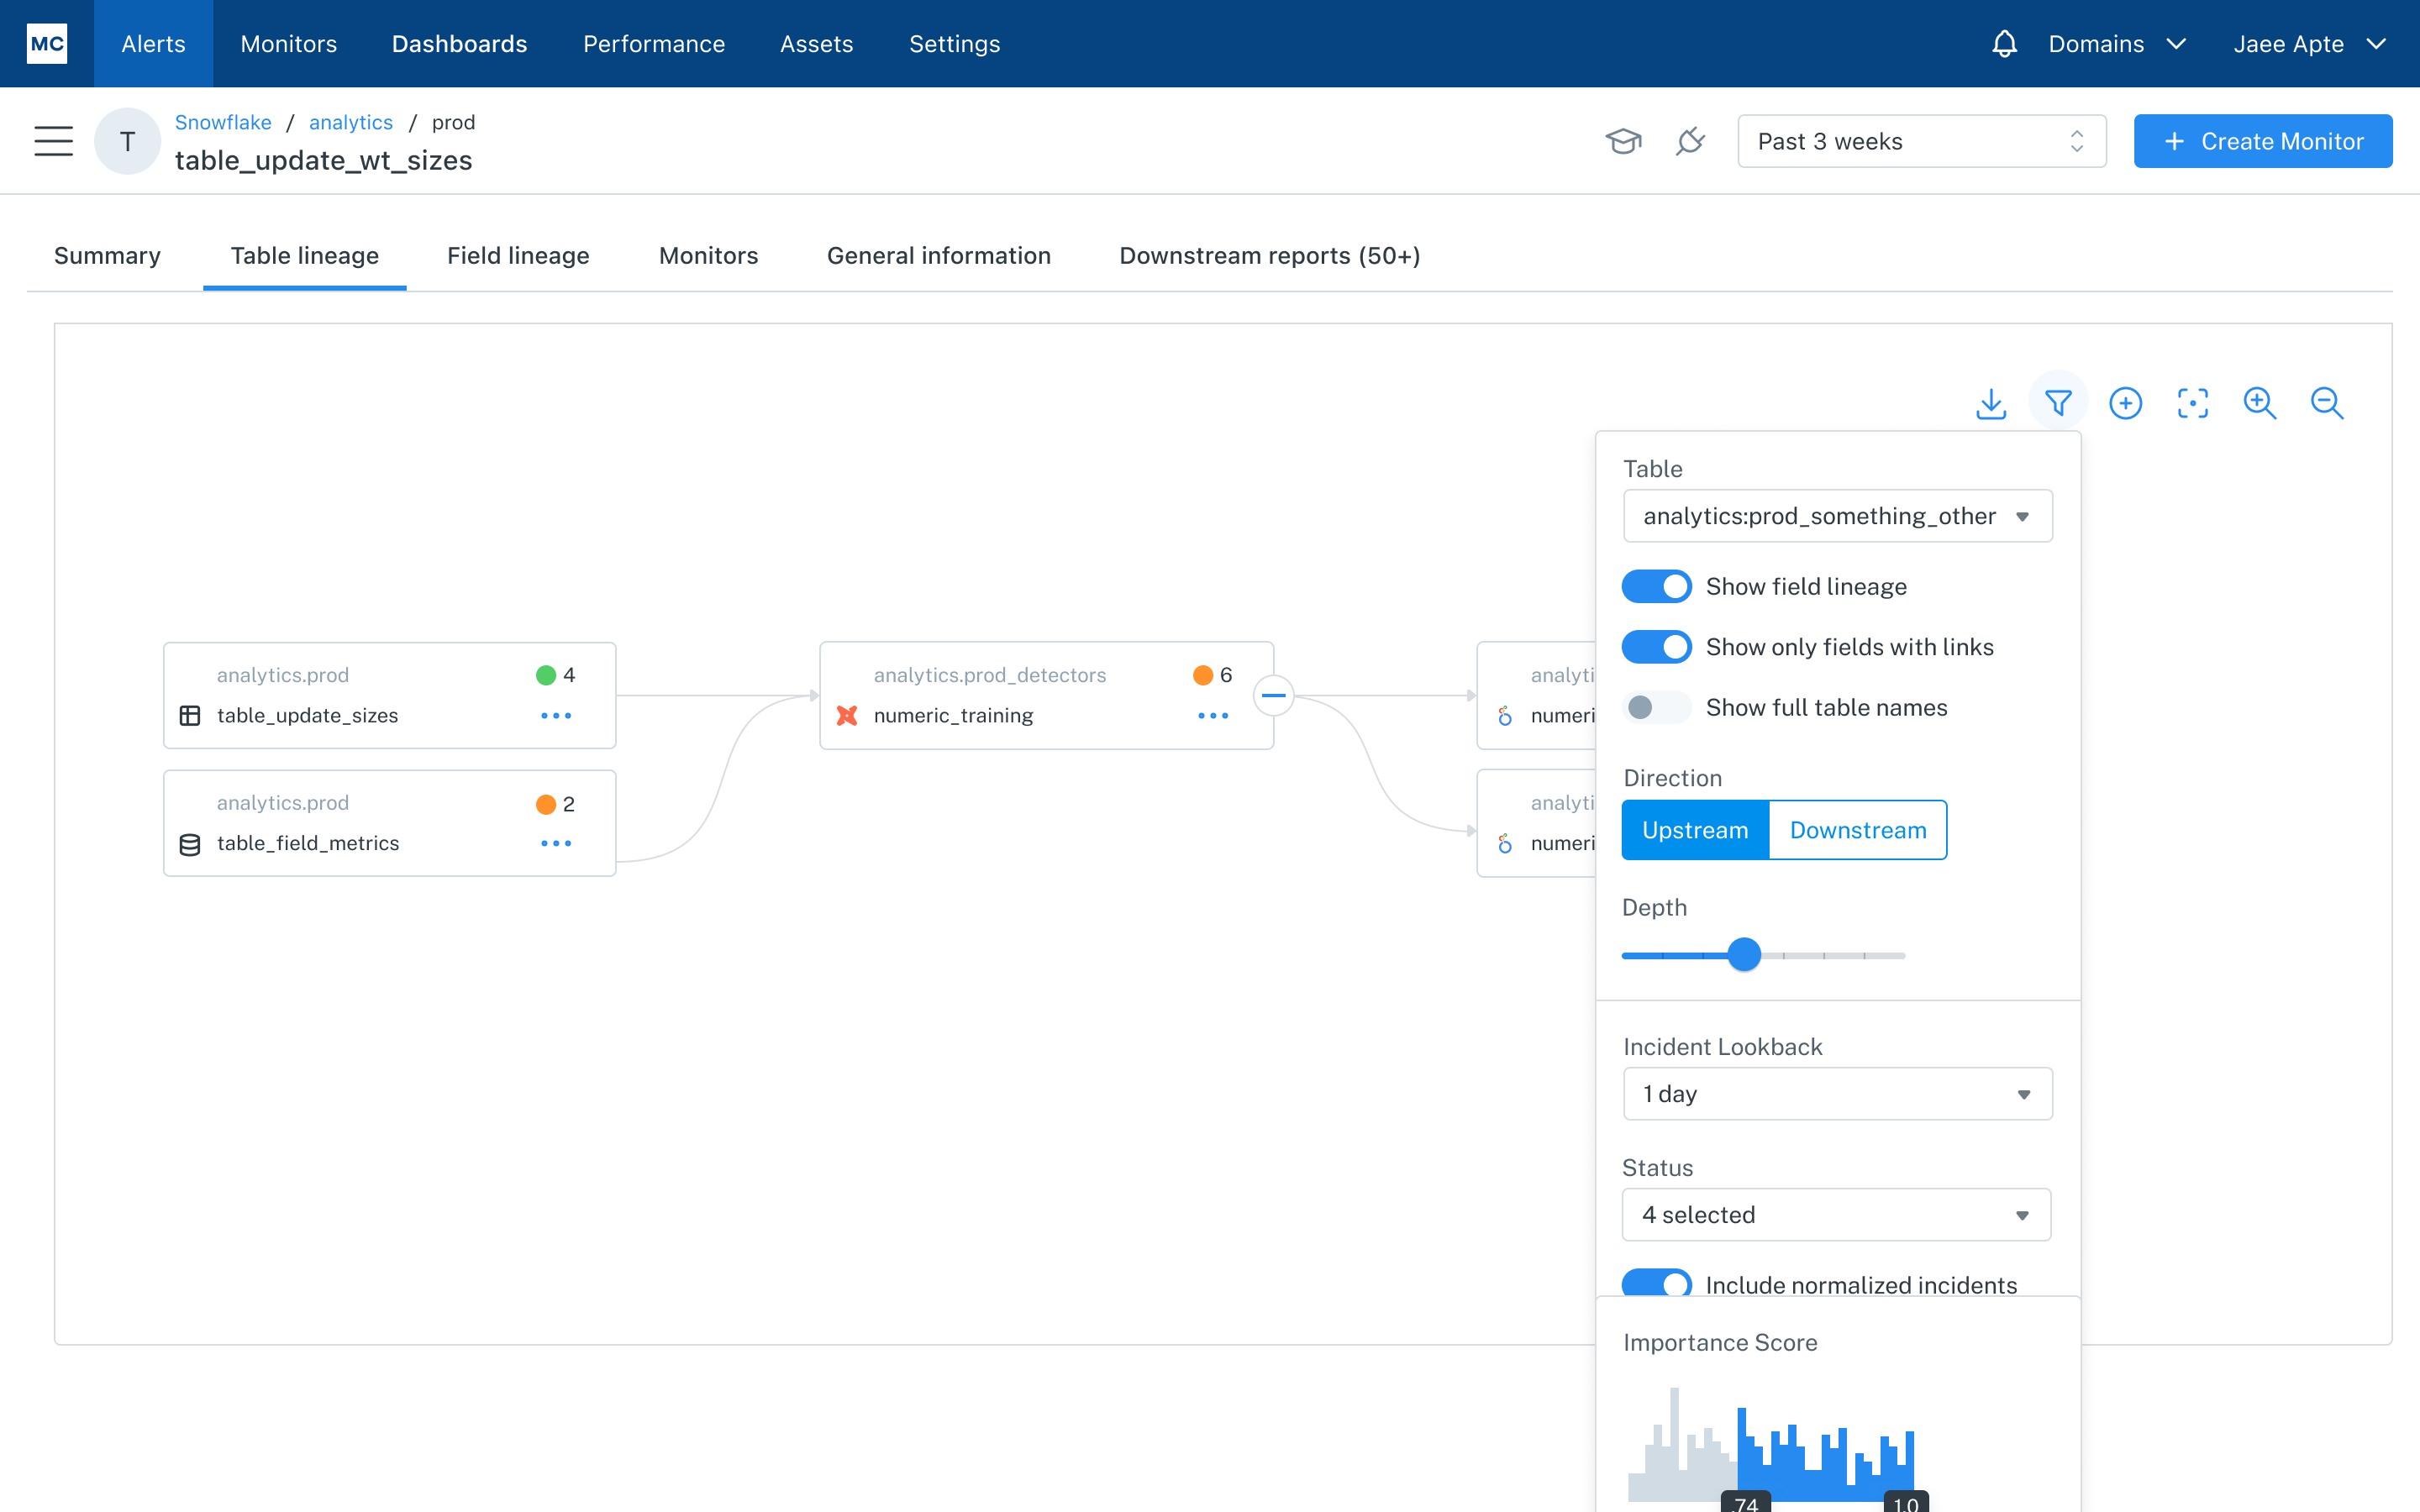 MC
Alerts
Monitors
Dashboards
Performance
Assets
Settings
Domains
Jaee Apte
T
Snowflake / analytics / prod
table_update_wt_sizes
Past 3 weeks
+ Create Monitor
Summary
Table lineage
Field lineage
Monitors
General information
Downstream reports (50+)
analytics.prod
4
table_update_sizes
analytics.prod
2
table_field_metrics
analytics.prod_detectors
6
numeric_training
analyti
numeri
analyti
numeri
Table
analytics:prod_something_other
Show field lineage
Show only fields with links
Show full table names
Direction
Upstream
Downstream
Depth
Incident Lookback
1 day
Status
4 selected
Include normalized incidents
Importance Score
.74
1.0